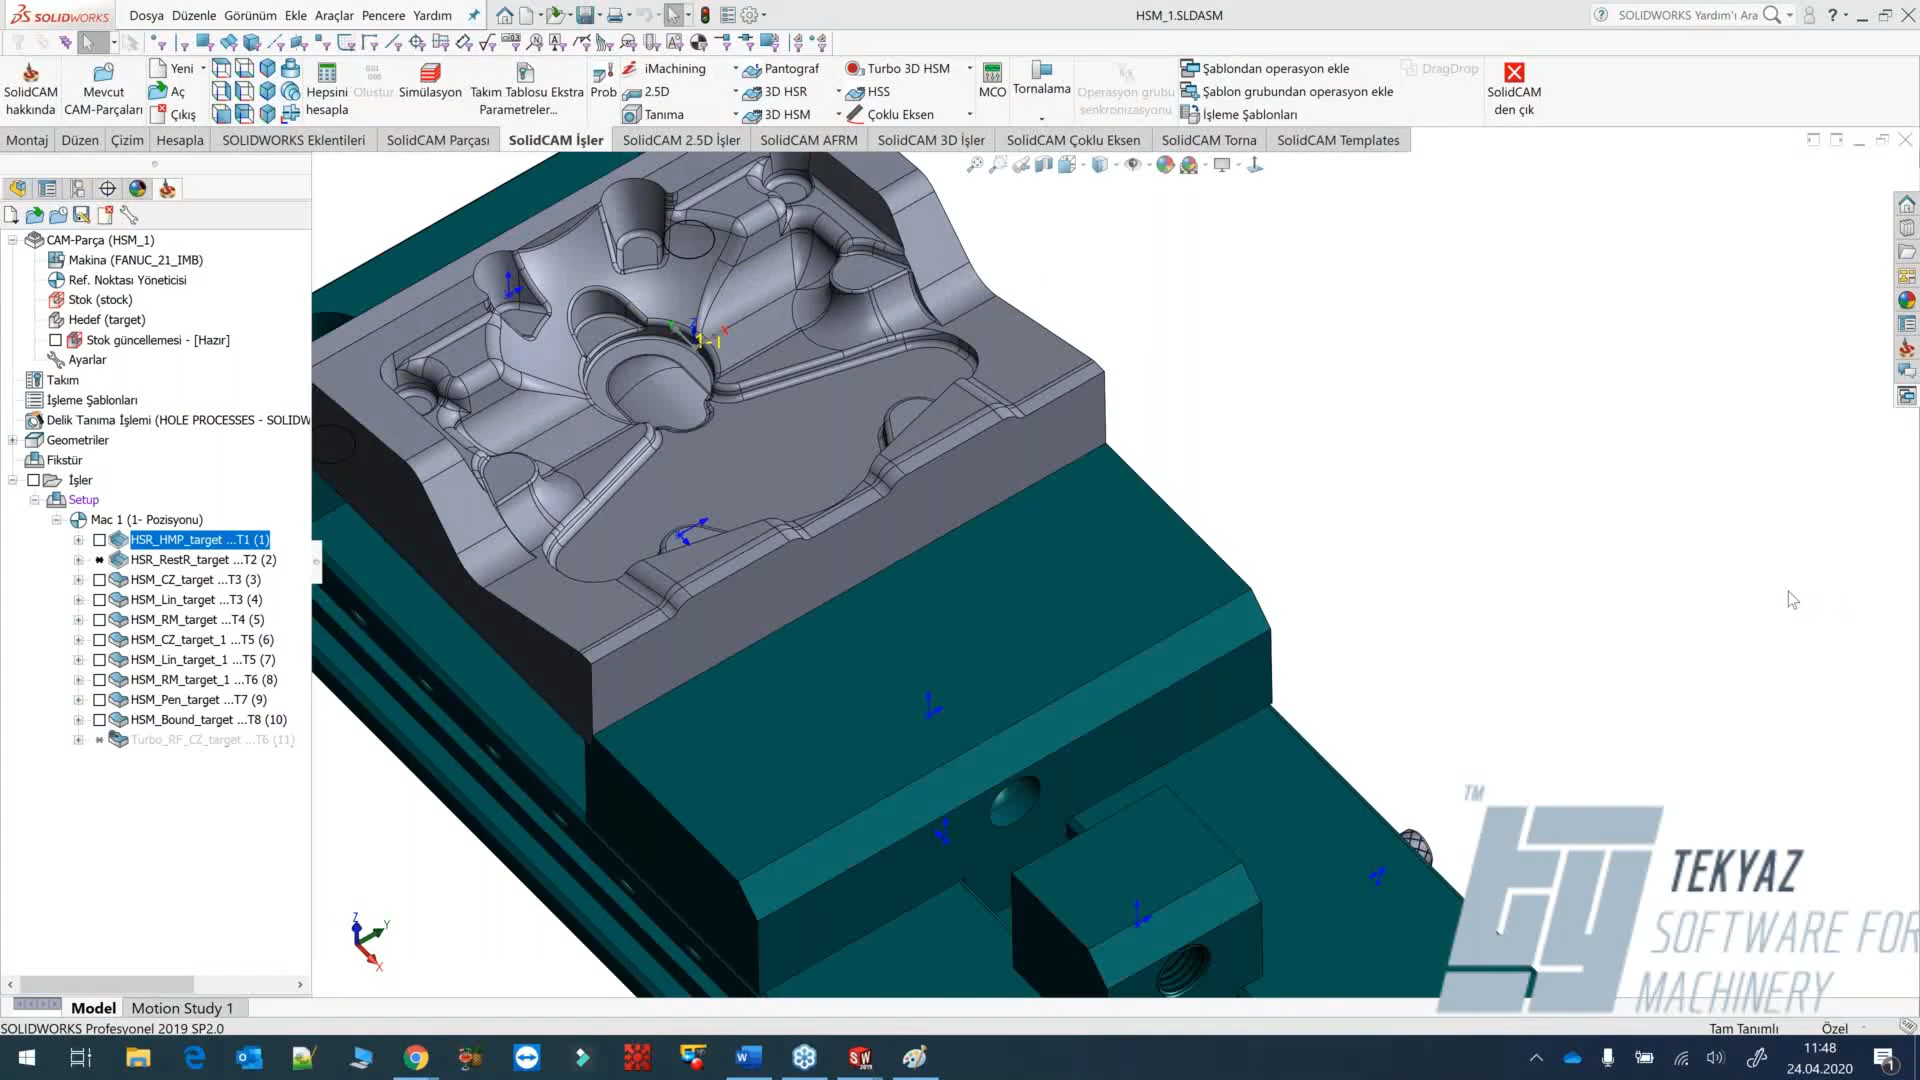 SOLIDWORKS Dosya Düzenle Görünüm Ekle Araçlar Pencere Yardım HSM_1.SLDASM SOLIDWORKS Yardım'ı Ara
SolidCAM hakkında
Mevcut CAM-Parçaları
Yeni
Aç
Çıkış
Hepsini hesapla
G01
G06
Oluştur
Simülasyon
Takım Tablosu Ekstra Parametreler...
Prob
iMachining
2.5D
Tanıma
Pantograf
3D HSR
3D HSM
Turbo 3D HSM
HSS
Çoklu Eksen
MCO
Tornalama
Operasyon grubu senkronizasyonu
Şablondan operasyon ekle
Şablon grubundan operasyon ekle
İşleme Şablonları
DragDrop
SolidCAM den çık
Montaj Düzen Çizim Hesapla SOLIDWORKS Eklentileri SolidCAM Parçası SolidCAM İşler SolidCAM 2.5D İşler SolidCAM AFRM SolidCAM 3D İşler SolidCAM Çoklu Eksen SolidCAM Torna SolidCAM Templates
CAM-Parça (HSM_1)
Makina (FANUC_21_IMB)
Ref. Noktası Yöneticisi
Stok (stock)
Hedef (target)
Stok güncellemesi - [Hazır]
Ayarlar
Takım
İşleme Şablonları
Delik Tanıma İşlemi (HOLE PROCESSES - SOLIDW
Geometriler
Fikstür
İşler
Setup
Mac 1 (1- Pozisyonu)
HSR_HMP_target ...T1 (1)
HSR_RestR_target ...T2 (2)
HSM_CZ_target ...T3 (3)
HSM_Lin_target ...T3 (4)
HSM_RM_target ...T4 (5)
HSM_CZ_target_1 ...T5 (6)
HSM_Lin_target_1 ...T5 (7)
HSM_RM_target_1 ...T6 (8)
HSM_Pen_target ...T7 (9)
HSM_Bound_target ...T8 (10)
Turbo_RF_CZ_target ...T6 (11)
Z X
1-1
Z Y X
TM
TEKYAZ
SOFTWARE FOR
MACHINERY
Model Motion Study 1
SOLIDWORKS Profesyonel 2019 SP2.0 Tam Tanımlı Özel
11:48
24.04.2020
1